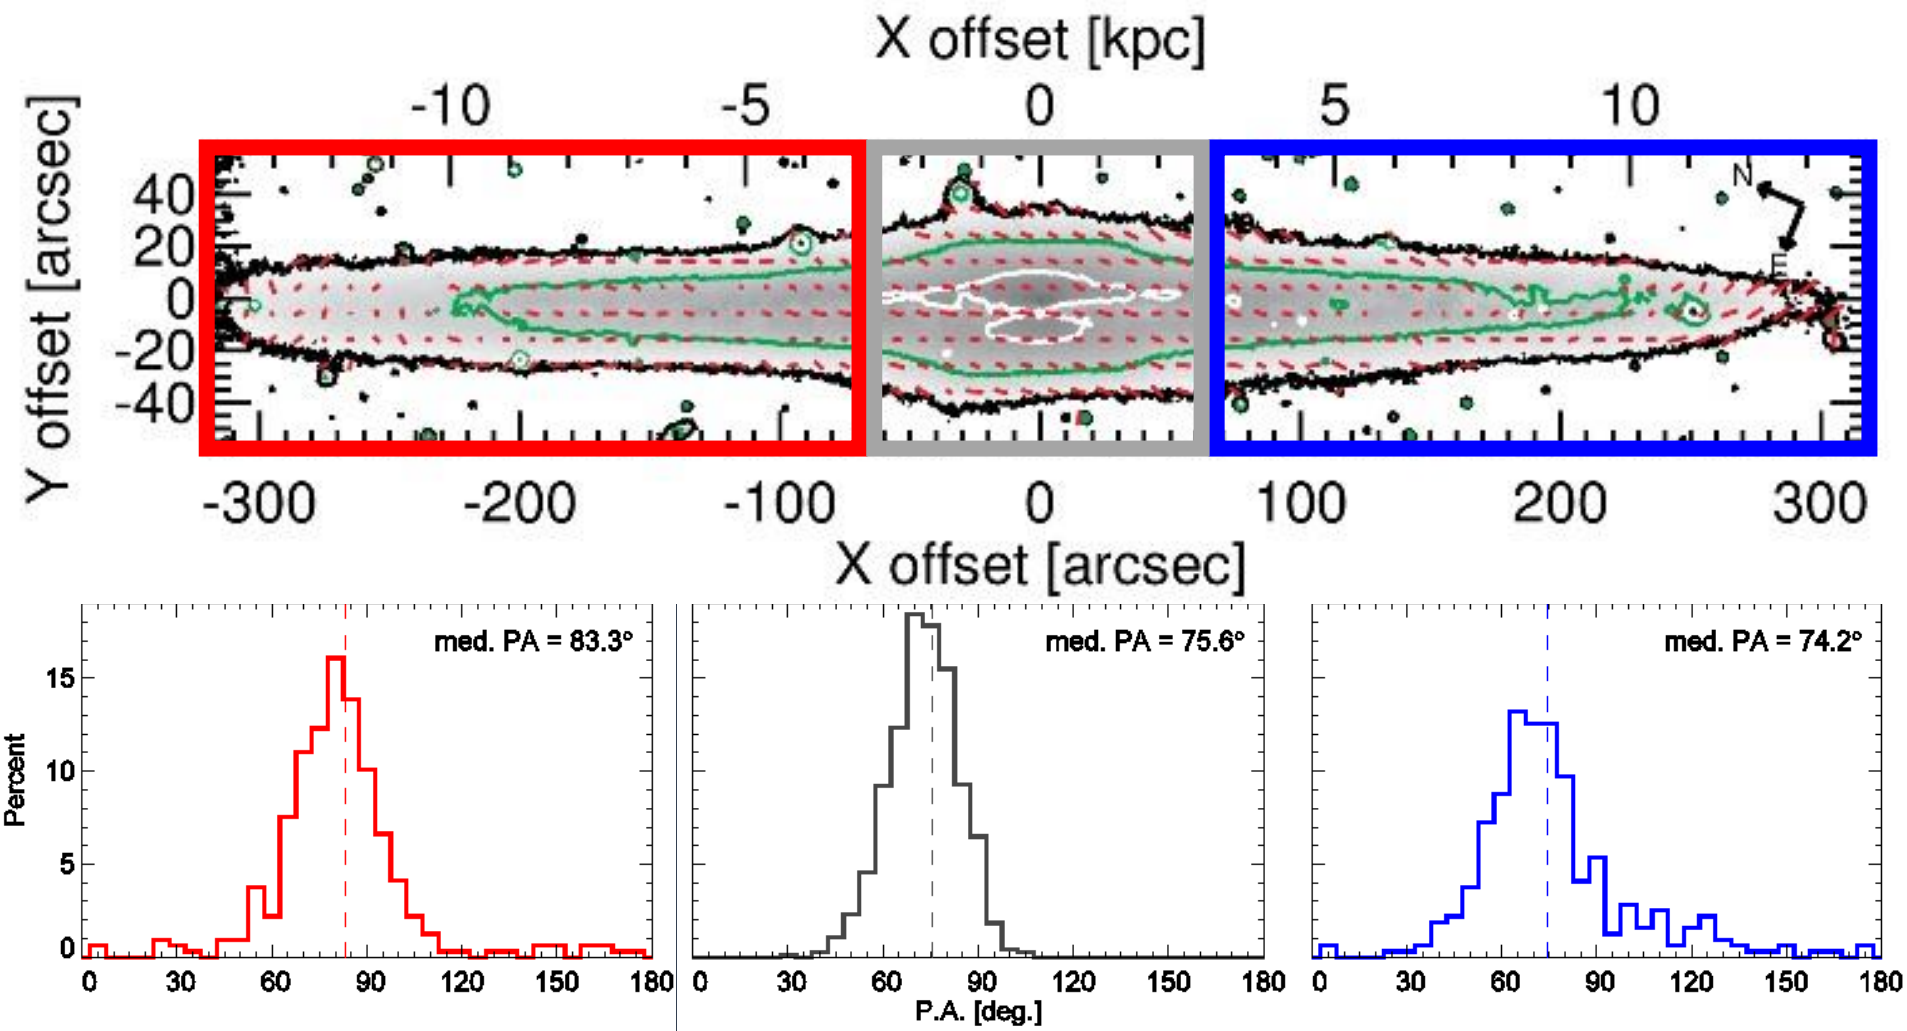 X offset [kpc]
-10 -5 0 5 10
Y offset [arcsec]
40
20
0
-20
-40
N
E
-300 -200 -100 0 100 200 300
X offset [arcsec]
med. PA = 83.3°
med. PA = 75.6°
med. PA = 74.2°
Percent
15
10
5
0
0 30 60 90 120 150 180
0 30 60 90 120 150 180
0 30 60 90 120 150 180
P.A. [deg.]